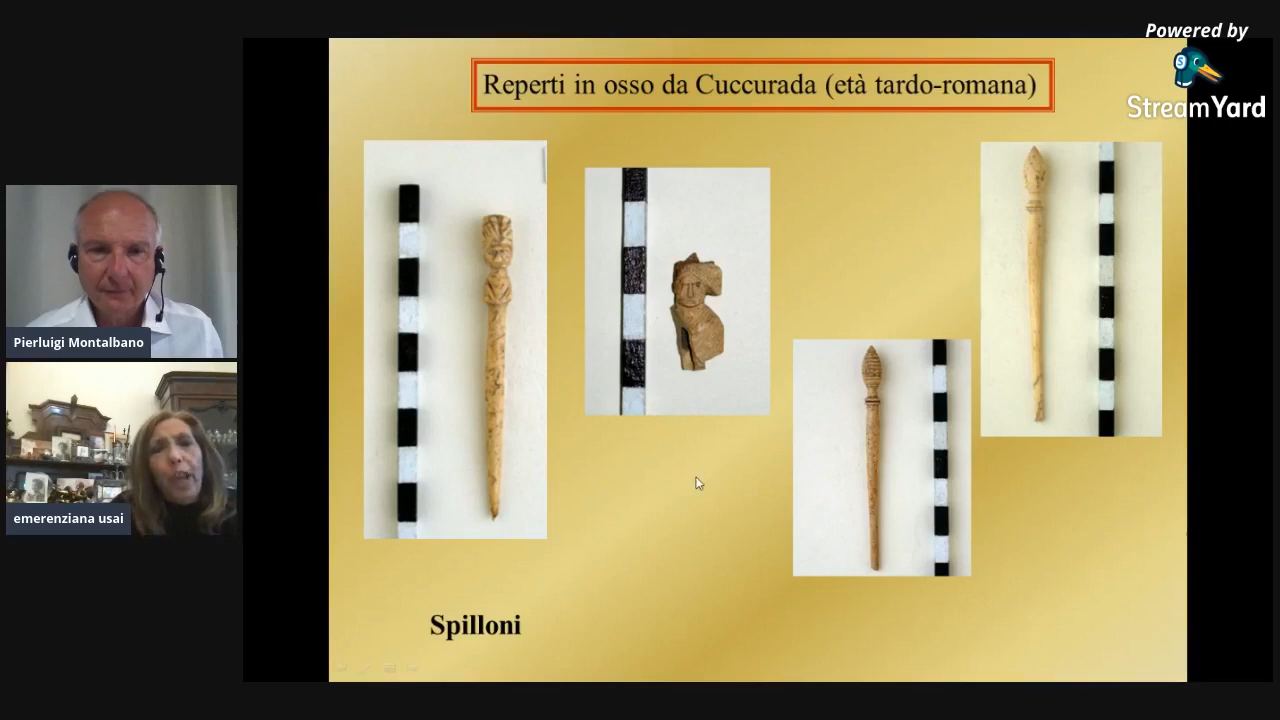 Powered by
StreamYard
Reperti in osso da Cuccurada (età tardo-romana)
Pierluigi Montalbano
emerenziana usai
Spilloni